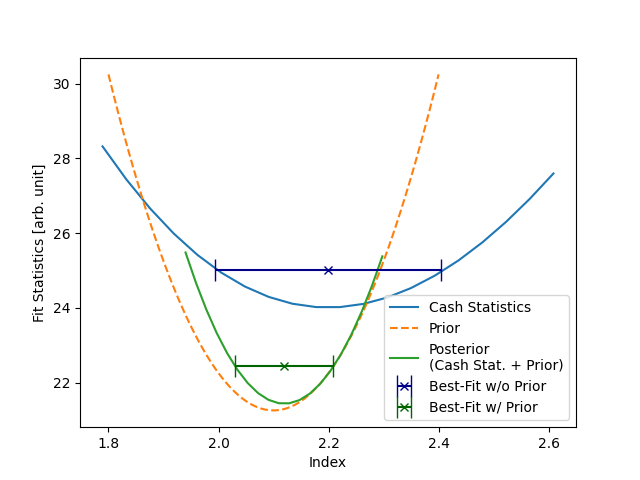 30
28
26
24
22
Fit Statistics [arb. unit]
1.8
2.0
2.2
2.4
2.6
Index
Cash Statistics
Prior
Posterior
(Cash Stat. + Prior)
Best-Fit w/o Prior
Best-Fit w/ Prior